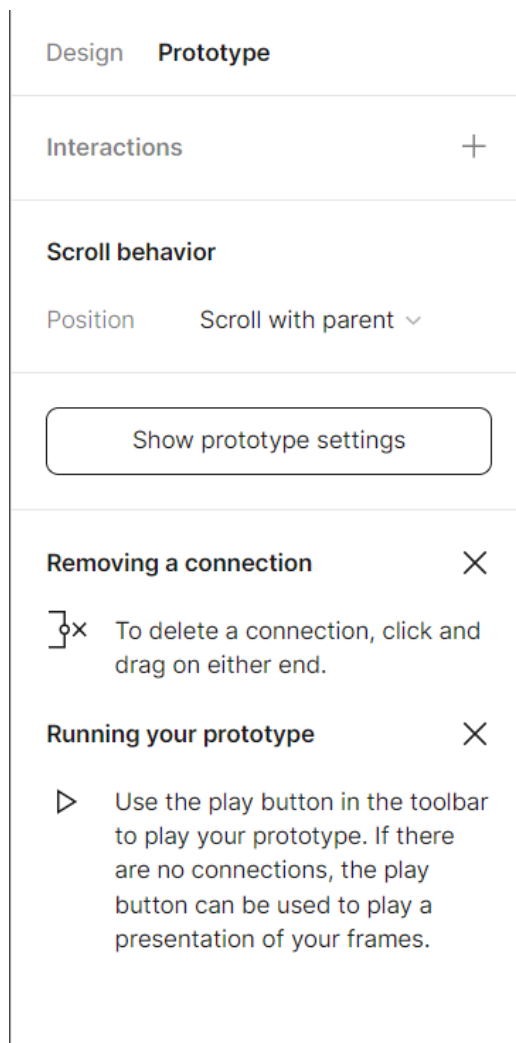 Design Prototype
Interactions
Scroll behavior
Position Scroll with parent
Show prototype settings
Removing a connection
To delete a connection, click and
drag on either end.
Running your prototype
Use the play button in the toolbar
to play your prototype. If there
are no connections, the play
button can be used to play a
presentation of your frames.